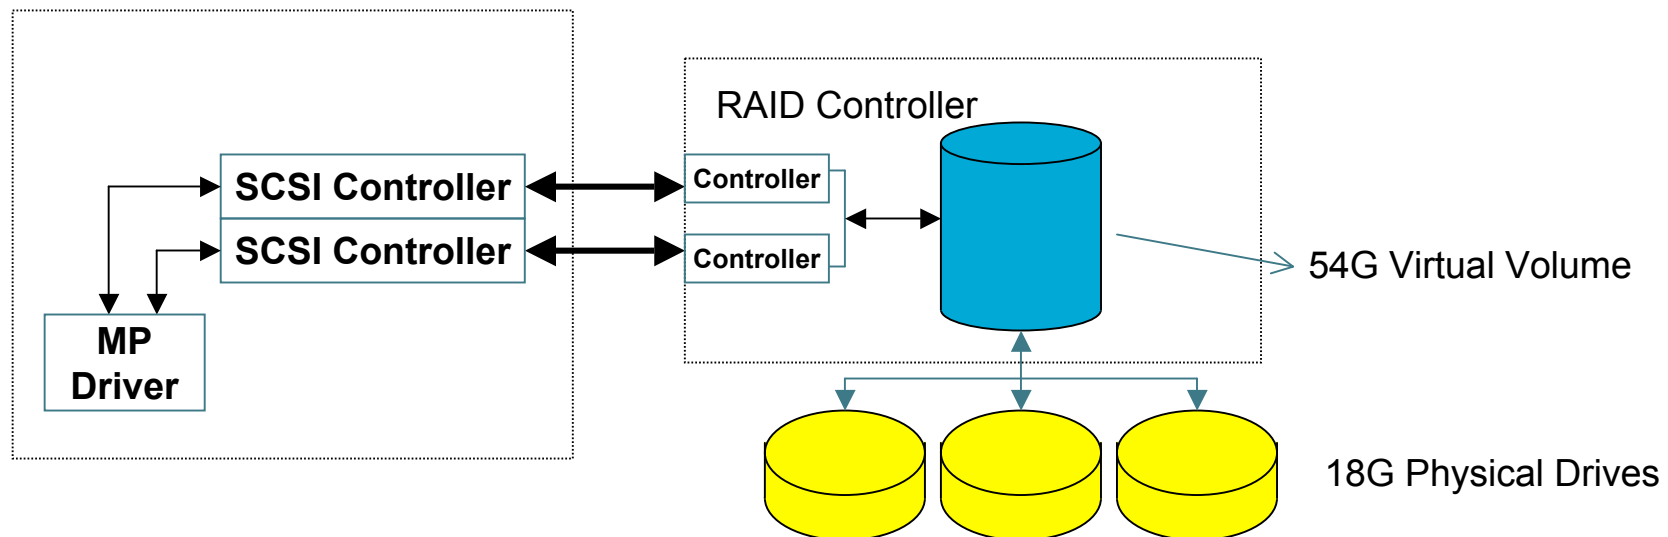 RAID Controller
SCSI Controller
Controller
SCSI Controller
Controller
54G Virtual Volume
MP
Driver
18G Physical Drives